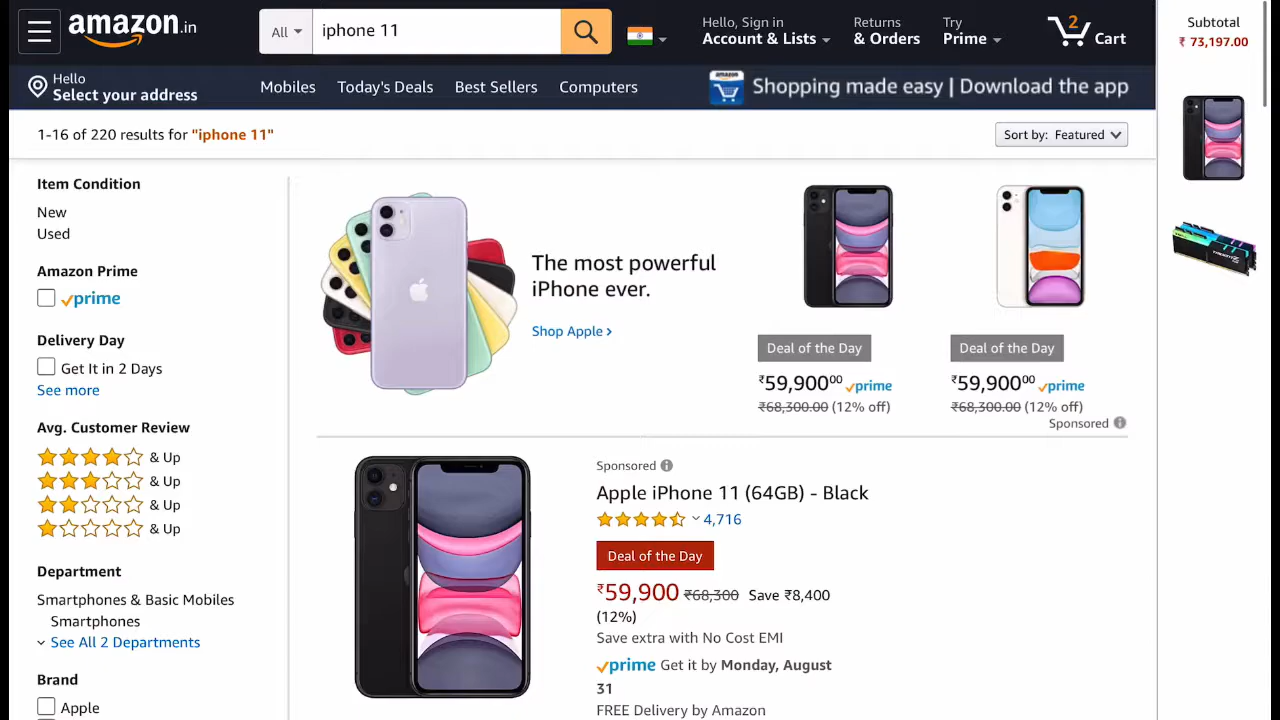 amazon.in
All
iphone 11
Hello, Sign in
Account & Lists
Returns
& Orders
Try
Prime
2
Cart
Subtotal
₹ 73,197.00
Hello
Select your address
Mobiles
Today's Deals
Best Sellers
Computers
amazon
Shopping made easy | Download the app
1-16 of 220 results for "iphone 11"
Sort by: Featured
Item Condition
New
Used
Amazon Prime
prime
Delivery Day
Get It in 2 Days
See more
Avg. Customer Review
& Up
& Up
& Up
& Up
Department
Smartphones & Basic Mobiles
Smartphones
See All 2 Departments
Brand
Apple
The most powerful
iPhone ever.
Shop Apple ›
Deal of the Day
₹59,90000 prime
₹68,300.00 (12% off)
Deal of the Day
₹59,90000 prime
₹68,300.00 (12% off)
Sponsored
Sponsored
Apple iPhone 11 (64GB) - Black
4,716
Deal of the Day
₹59,900 ₹68,300 Save ₹8,400
(12%)
Save extra with No Cost EMI
prime Get it by Monday, August
31
FREE Delivery by Amazon